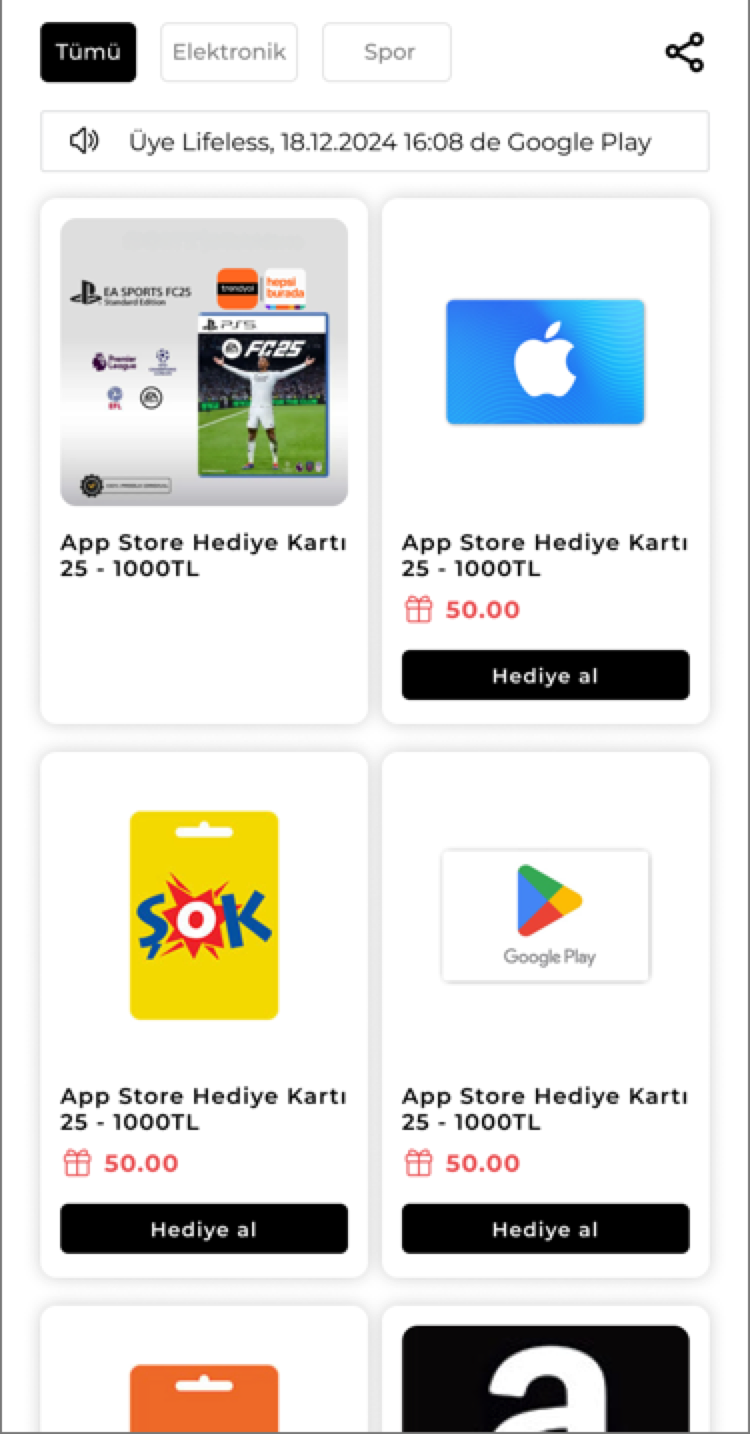 Tümü
Elektronik
Spor
Üye Lifeless, 18.12.2024 16:08 de Google Play
EA SPORTS FC25
Standard Edition
trendyol
hepsi
burada
PS5
FC25
Premier
League
EFL
App Store Hediye Kartı
25 - 1000TL
App Store Hediye Kartı
25 - 1000TL
50.00
Hediye al
ŞOK
Google Play
App Store Hediye Kartı
25 - 1000TL
50.00
Hediye al
App Store Hediye Kartı
25 - 1000TL
50.00
Hediye al
a